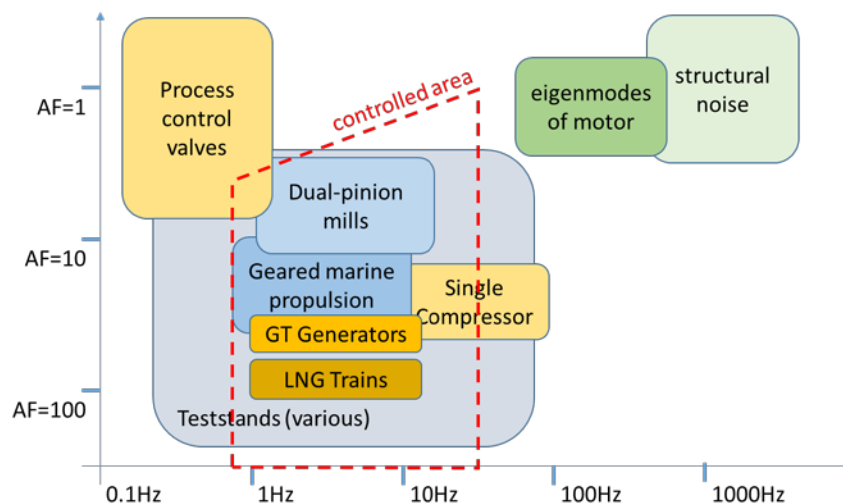 Process
control
valves
controlled area
eigenmodes
of motor
structural
noise
AF=1
Dual-pinion
mills
AF=10
Geared marine
propulsion
Single
Compressor
GT Generators
LNG Trains
AF=100
Teststands (various)
0.1Hz
1Hz
10Hz
100Hz
1000Hz